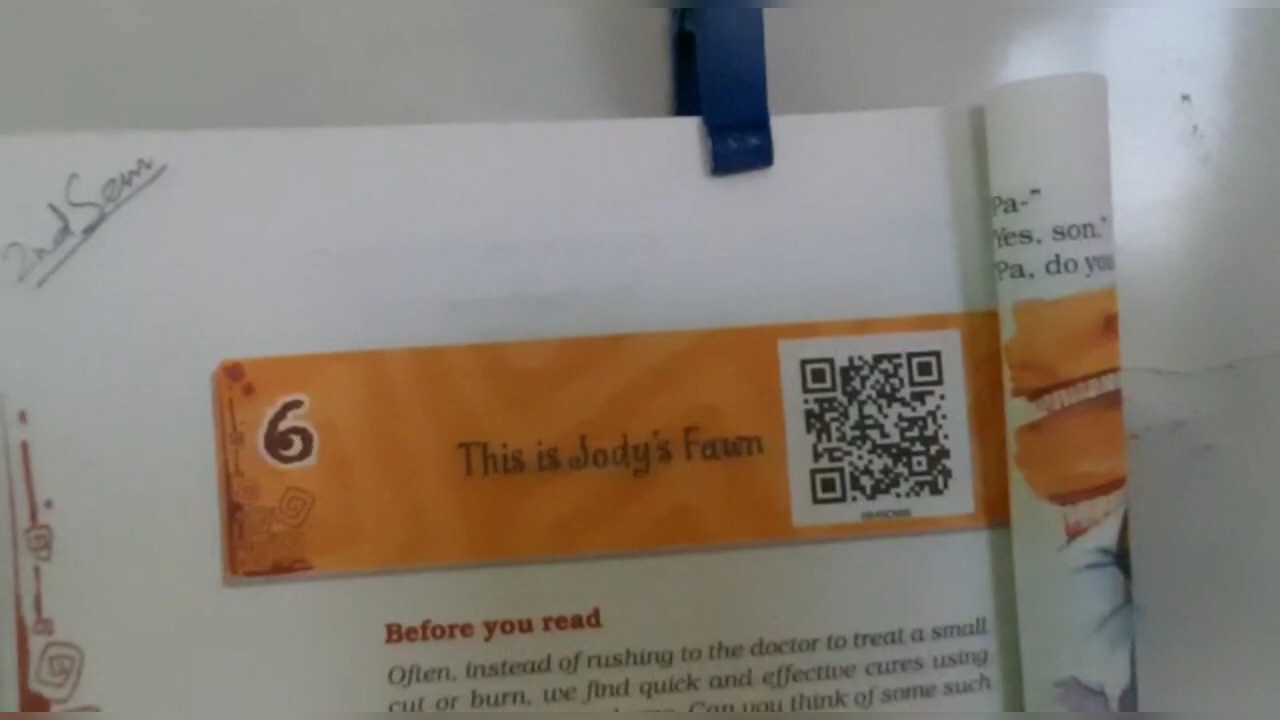 2nd Sem
Pa-"
Yes, son."
Pa, do you
6
This is Jody's Fawn
Before you read
Often, instead of rushing to the doctor to treat a small
cut or burn, we find quick and effective cures using
Can you think of some such